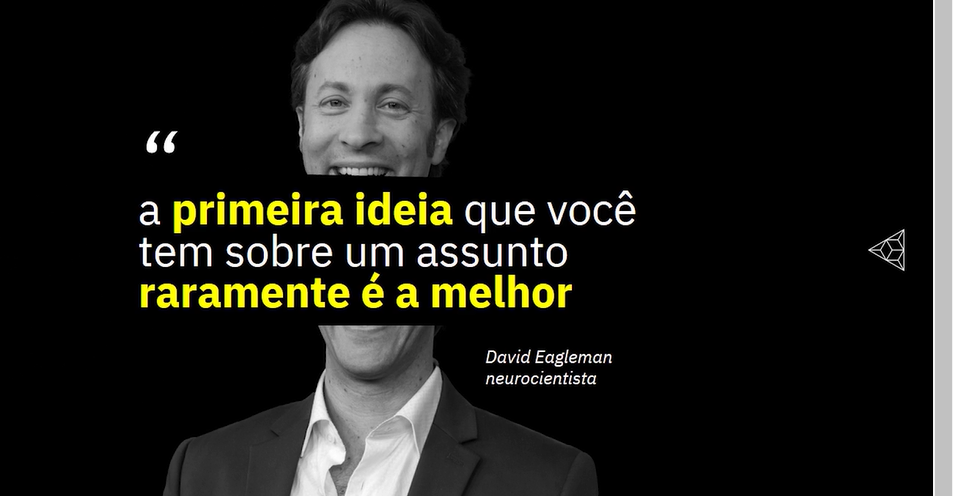 “
a primeira ideia que você
tem sobre um assunto
raramente é a melhor
David Eagleman
neurocientista